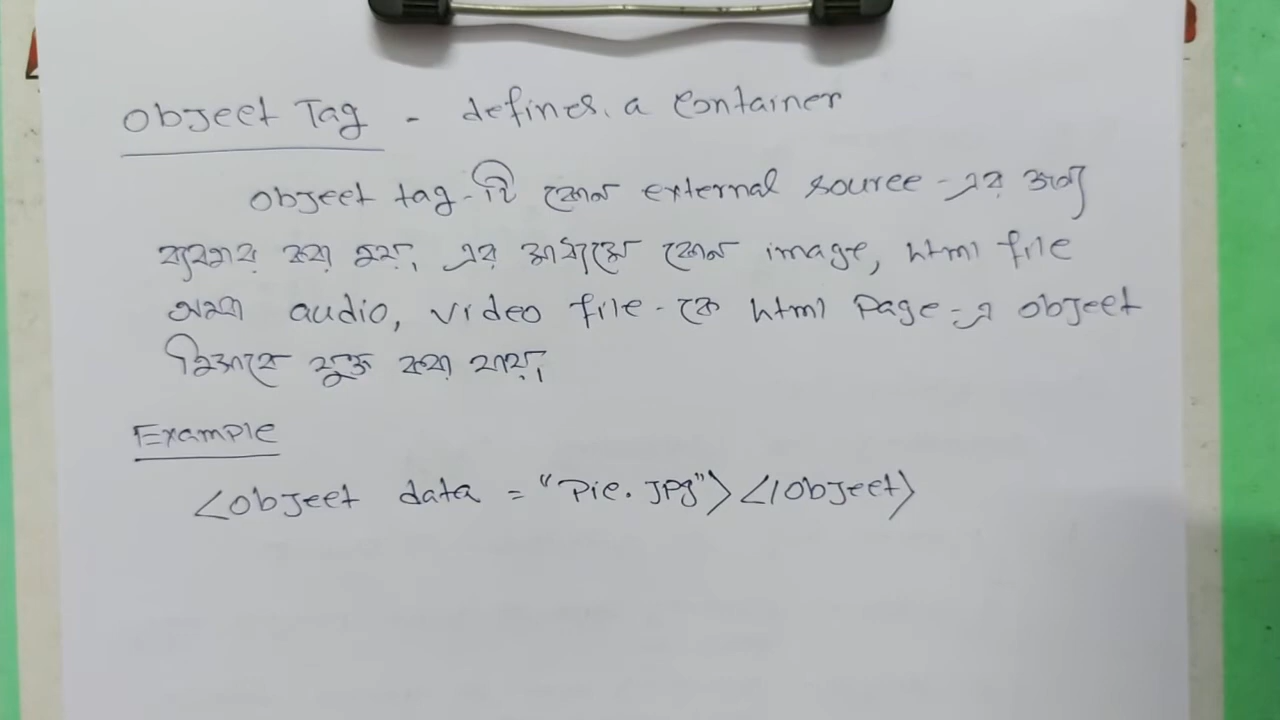 Object Tag - defines a container
Object tag-টি কোন external source-এর জন্য
ব্যবহার করা হয়। এর মাধ্যমে কোন image, html file
অথবা audio, video file-কে html page-এ object
হিসাবে যুক্ত করা যায়।
Example
<object data = "Pic.jpg"></object>